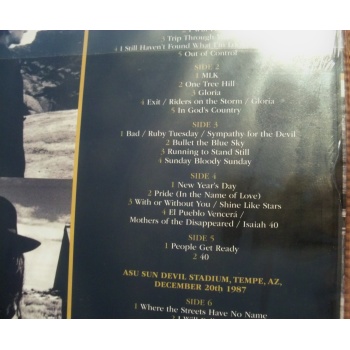 3 Trip Through
4 I Still Haven't Found What I'm
5 Out of Control
SIDE 2
1 MLK
2 One Tree Hill
3 Gloria
4 Exit / Riders on the Storm / Gloria
5 In God's Country
SIDE 3
1 Bad / Ruby Tuesday / Sympathy for the Devil
2 Bullet the Blue Sky
3 Running to Stand Still
4 Sunday Bloody Sunday
SIDE 4
1 New Year's Day
2 Pride (In the Name of Love)
3 With or Without You / Shine Like Stars
4 El Pueblo Vencerá /
Mothers of the Disappeared / Isaiah 40
SIDE 5
1 People Get Ready
2 40
ASU SUN DEVIL STADIUM, TEMPE, AZ,
DECEMBER 20th 1987
SIDE 6
1 Where the Streets Have No Name
2 I Will